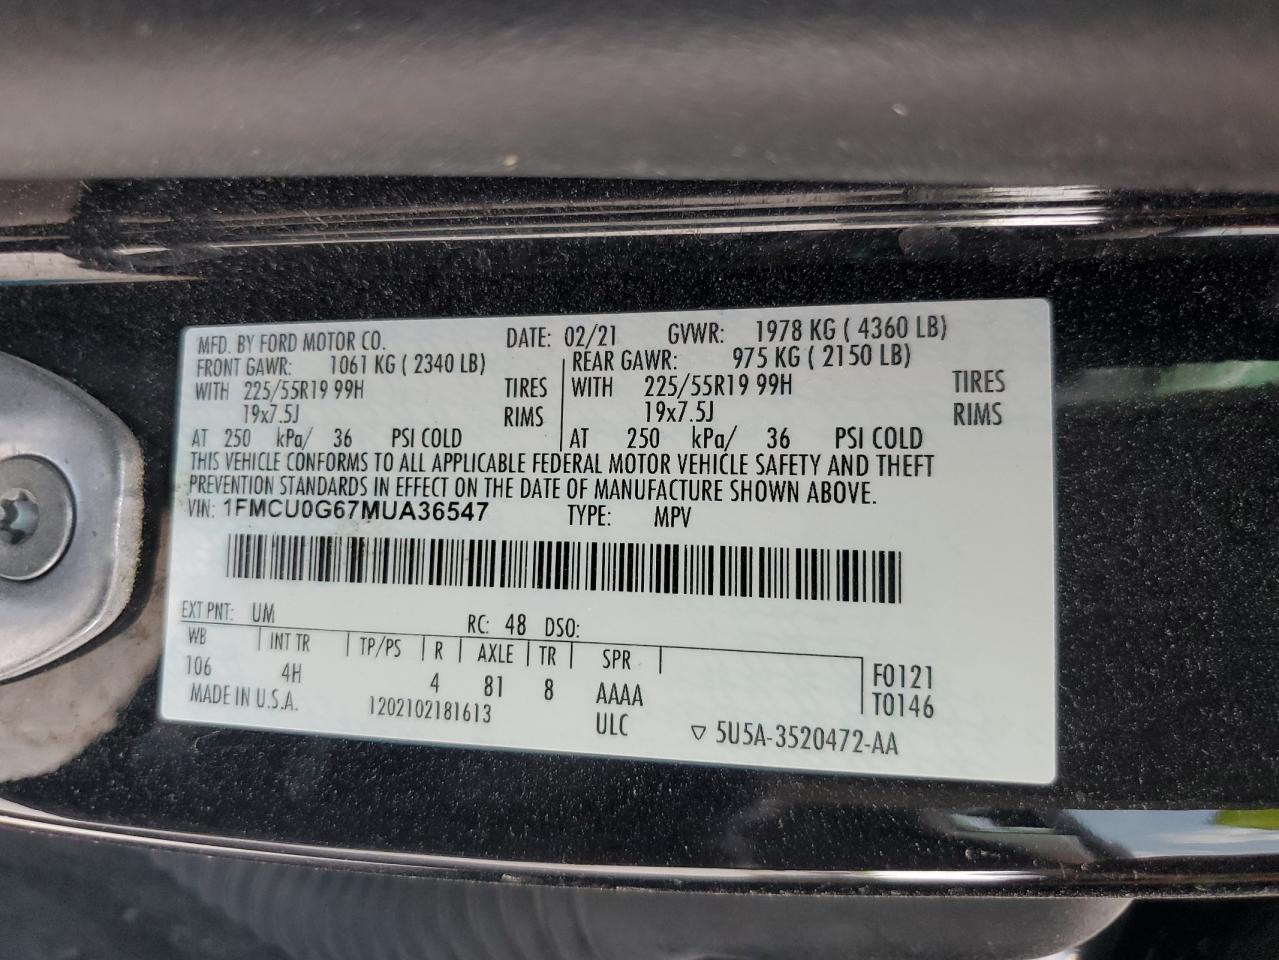 MFD. BY FORD MOTOR CO. DATE: 02/21 GVWR: 1978 KG ( 4360 LB)
FRONT GAWR: 1061 KG ( 2340 LB) REAR GAWR: 975 KG ( 2150 LB)
WITH 225/55R19 99H TIRES WITH 225/55R19 99H TIRES
19x7.5J RIMS 19x7.5J RIMS
AT 250 kPa/ 36 PSI COLD AT 250 kPa/ 36 PSI COLD
THIS VEHICLE CONFORMS TO ALL APPLICABLE FEDERAL MOTOR VEHICLE SAFETY AND THEFT
PREVENTION STANDARDS IN EFFECT ON THE DATE OF MANUFACTURE SHOWN ABOVE.
VIN: 1FMCU0G67MUA36547 TYPE: MPV
EXT PNT: UM RC: 48 DSO:
WB INT TR TP/PS R AXLE TR SPR
106 4H 4 81 8 AAAA F0121
MADE IN U.S.A. 1202102181613 ULC T0146
▽ 5U5A-3520472-AA